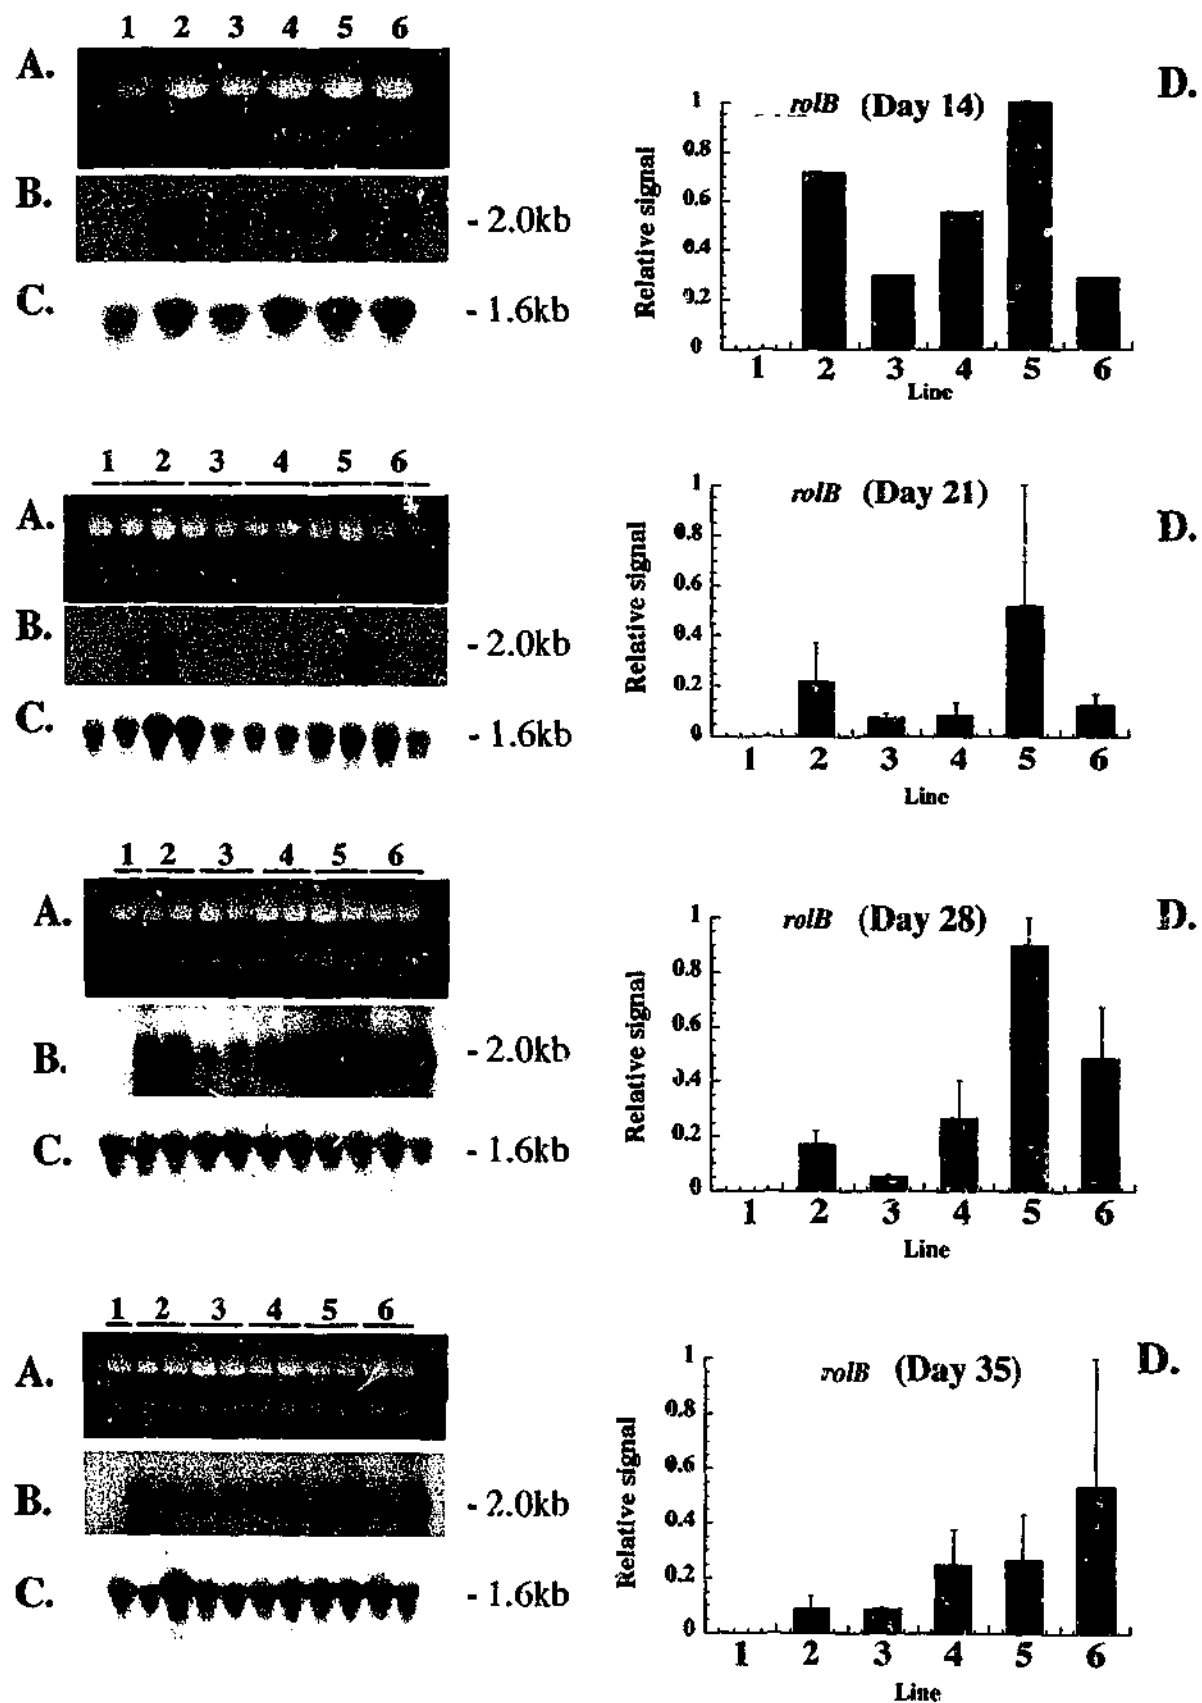 1 2 3 4 5 6
A.
B.
- 2.0kb
C.
- 1.6kb
D.
rolB (Day 14)
Relative signal
1
0.8
0.6
0.4
0.2
0
1 2 3 4 5 6
Line
1 2 3 4 5 6
A.
B.
- 2.0kb
C.
- 1.6kb
D.
rolB (Day 21)
Relative signal
1
0.8
0.6
0.4
0.2
0
1 2 3 4 5 6
Line
1 2 3 4 5 6
A.
B.
- 2.0kb
C.
- 1.6kb
D.
rolB (Day 28)
Relative signal
1
0.8
0.6
0.4
0.2
0
1 2 3 4 5 6
Line
1 2 3 4 5 6
A.
B.
- 2.0kb
C.
- 1.6kb
D.
rolB (Day 35)
Relative signal
1
0.8
0.6
0.4
0.2
0
1 2 3 4 5 6
Line